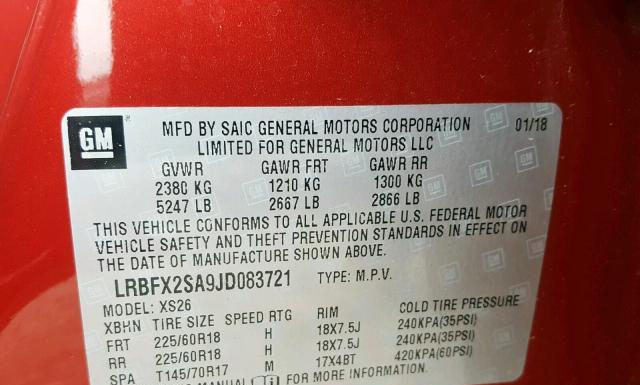 GM
MFD BY SAIC GENERAL MOTORS CORPORATION 01/18
LIMITED FOR GENERAL MOTORS LLC
GVWR GAWR FRT GAWR RR
2380 KG 1210 KG 1300 KG
5247 LB 2667 LB 2866 LB
THIS VEHICLE CONFORMS TO ALL APPLICABLE U.S. FEDERAL MOTOR
VEHICLE SAFETY AND THEFT PREVENTION STANDARDS IN EFFECT ON
THE DATE OF MANUFACTURE SHOWN ABOVE.
LRBFX2SA9JD083721 TYPE: M.P.V.
MODEL: XS26
XBHN TIRE SIZE SPEED RTG RIM COLD TIRE PRESSURE
FRT 225/60R18 H 18X7.5J 240KPA(35PSI)
RR 225/60R18 H 18X7.5J 240KPA(35PSI)
SPA T145/70R17 M 17X4BT 420KPA(60PSI)
MANUAL FOR MORE INFORMATION.